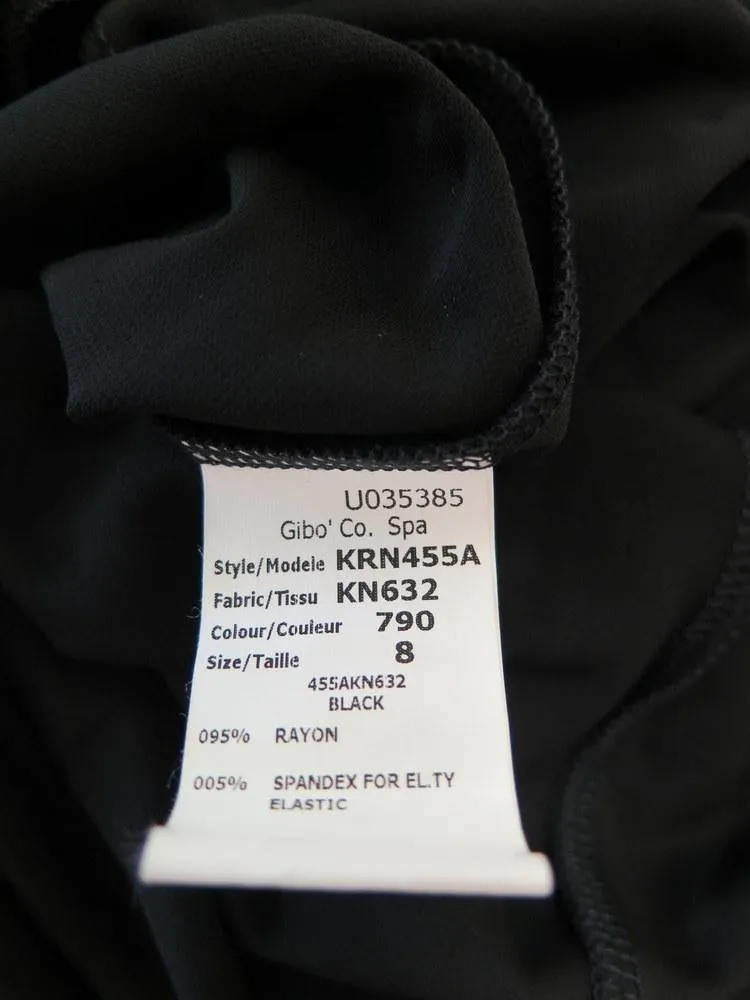 U035385
Gibo' Co. Spa
Style/Modele KRN455A
Fabric/Tissu KN632
Colour/Couleur 790
Size/Taille 8
455AKN632
BLACK
095% RAYON
005% SPANDEX FOR EL.TY
ELASTIC